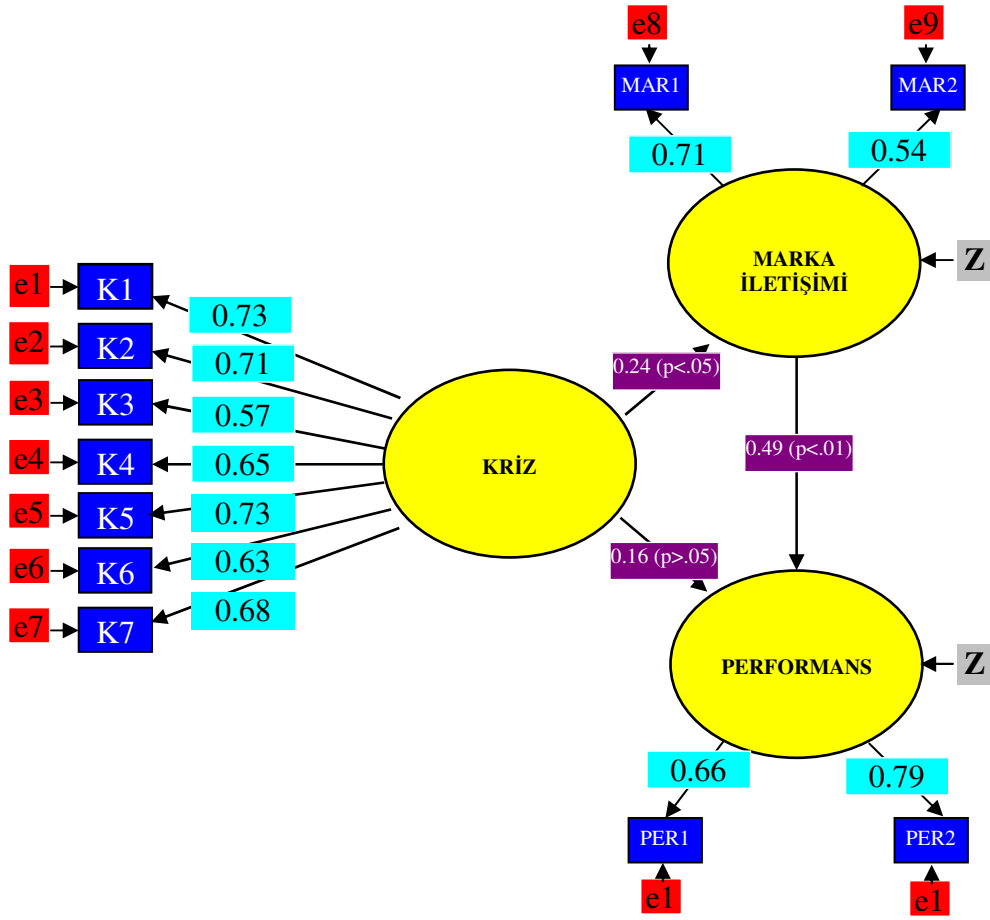 e8
e9
MAR1
MAR2
0.71
0.54
MARKA
İLETİŞİMİ
Z
e1
K1
0.73
e2
K2
0.71
e3
K3
0.57
e4
K4
0.65
e5
K5
0.73
e6
K6
0.63
e7
K7
0.68
KRİZ
0.24 (p<.05)
0.49 (p<.01)
0.16 (p>.05)
PERFORMANS
Z
0.66
0.79
PER1
PER2
e1
e1